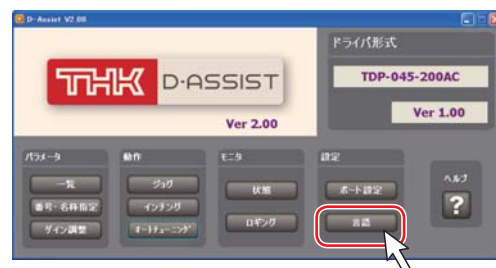 D-Assist V2.00
ドライバ形式
TDP-045-200AC
THK D-ASSIST
Ver 2.00
Ver 1.00
パラメータ
動作
モニタ
設定
ヘルプ
一覧
ジョグ
状態
ポート設定
?
番号・名称指定
インチング
ロギング
言語
ゲイン調整
オートチューニング